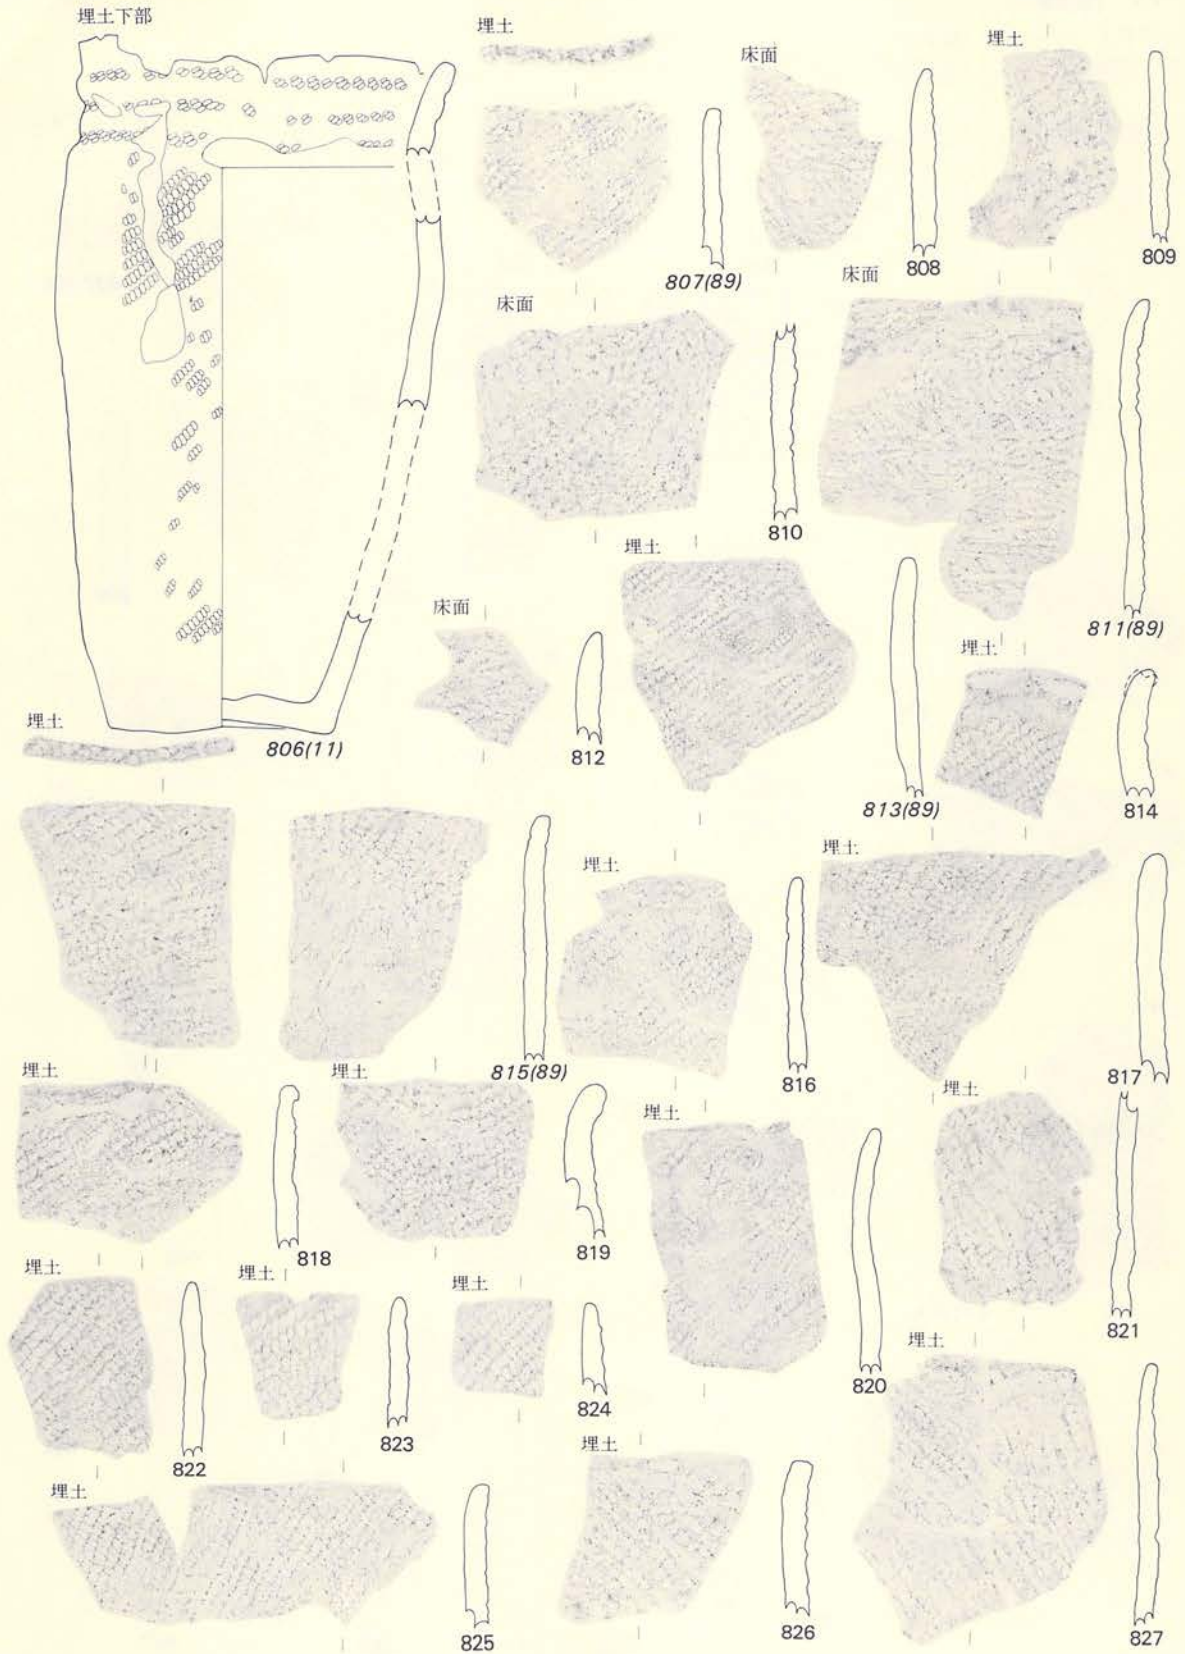 埋土下部
806(11)
埋土
807(89)
床面
808
埋土
809
床面
810
床面
811(89)
床面
812
埋土
813(89)
埋土
814
埋土
815(89)
埋土
816
埋土
817
埋土
818
埋土
819
埋土
820
埋土
821
埋土
822
埋土
823
埋土
824
埋土
825
埋土
826
埋土
827